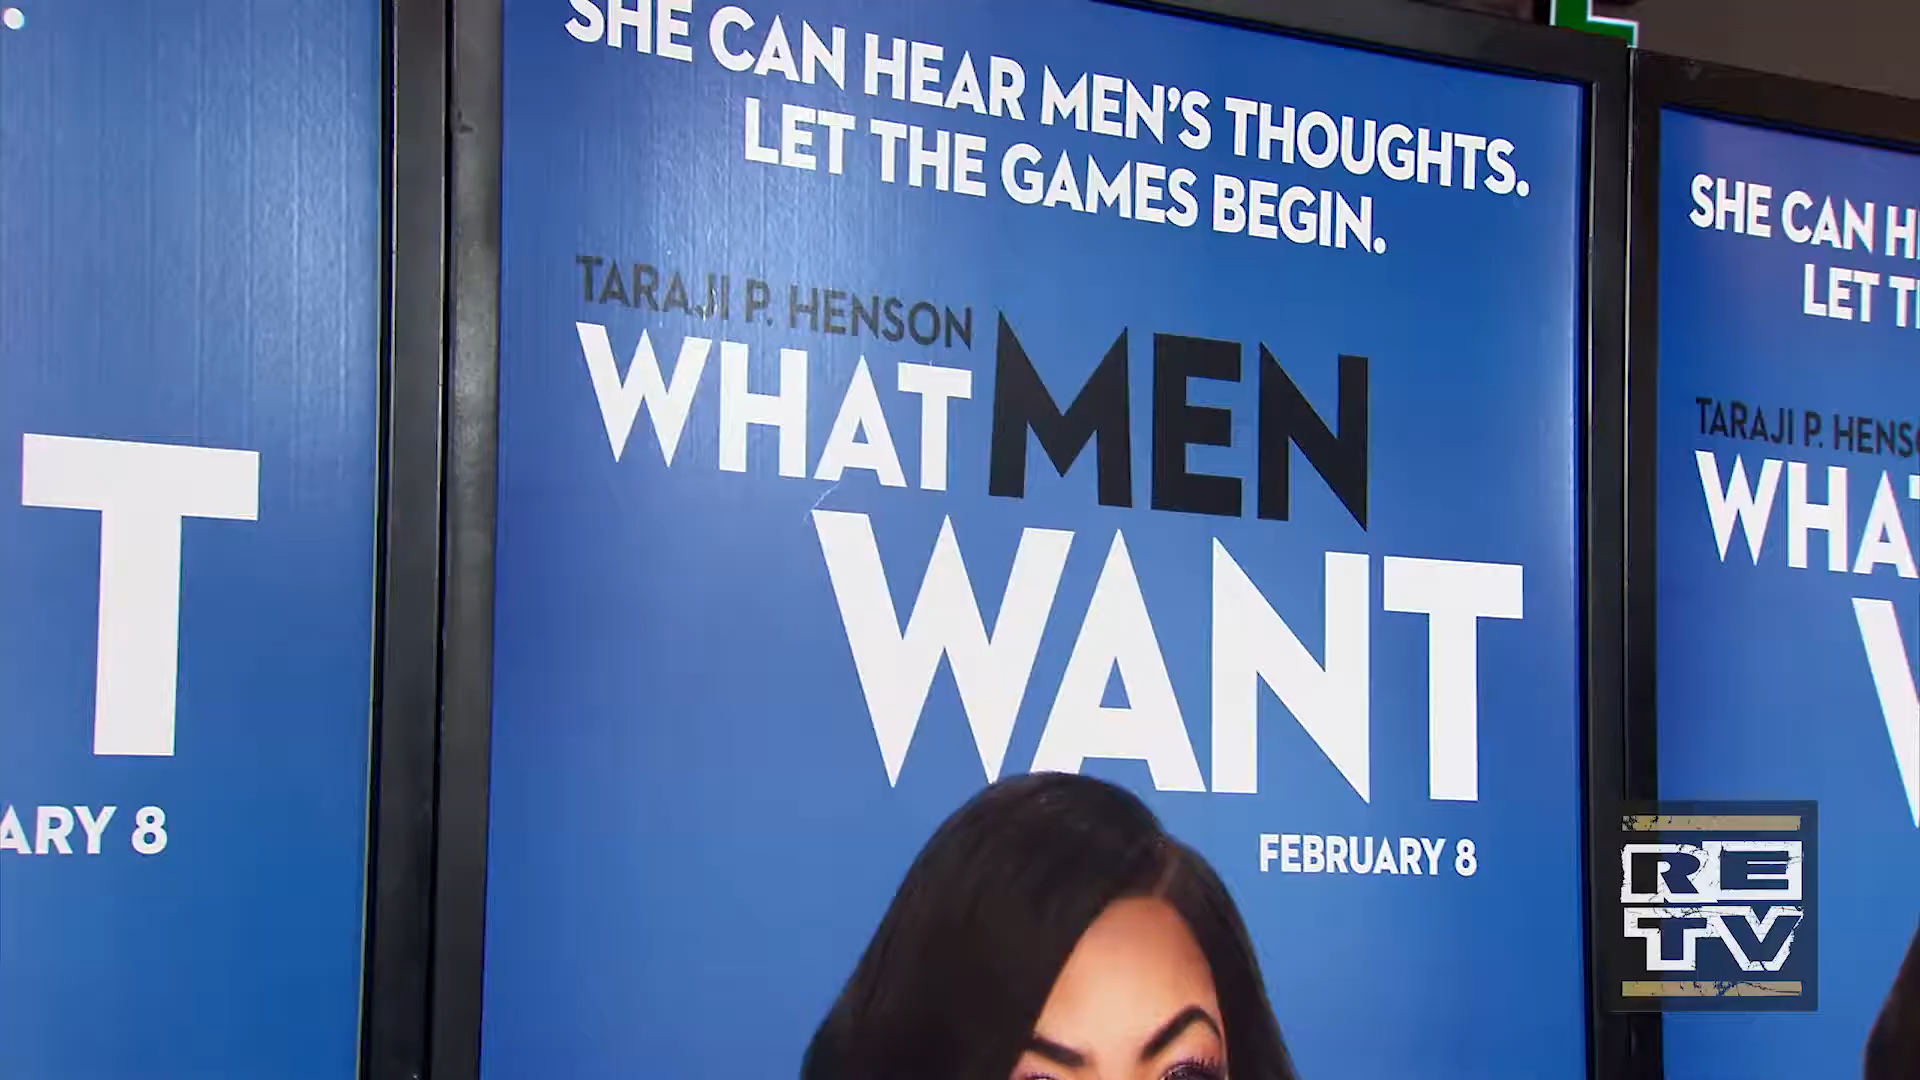 T
ARY 8
SHE CAN HEAR MEN'S THOUGHTS.
LET THE GAMES BEGIN.
TARAJI P. HENSON
WHAT MEN
WANT
FEBRUARY 8
SHE CAN H
LET T
TARAJI P. HENS
WHA
RE
TV